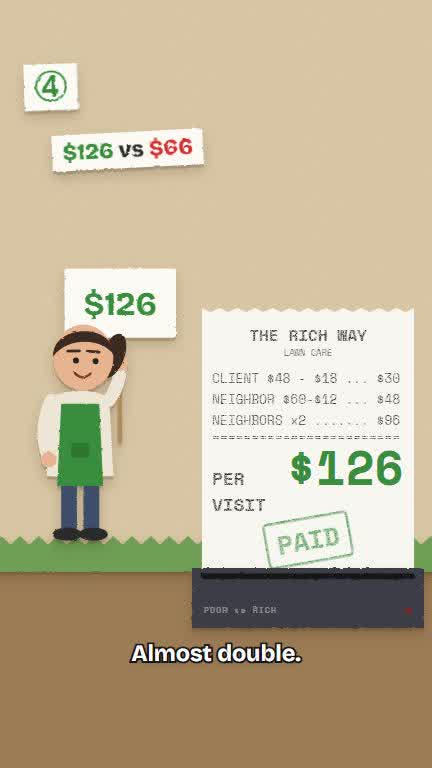 ④
$126 vs $66
$126
THE RICH WAY
LAWN CARE
CLIENT $48 - $18 ... $30
NEIGHBOR $60-$12 ... $48
NEIGHBORS x2 ....... $96
PER VISIT $126
PAID
POOR vs RICH
Almost double.